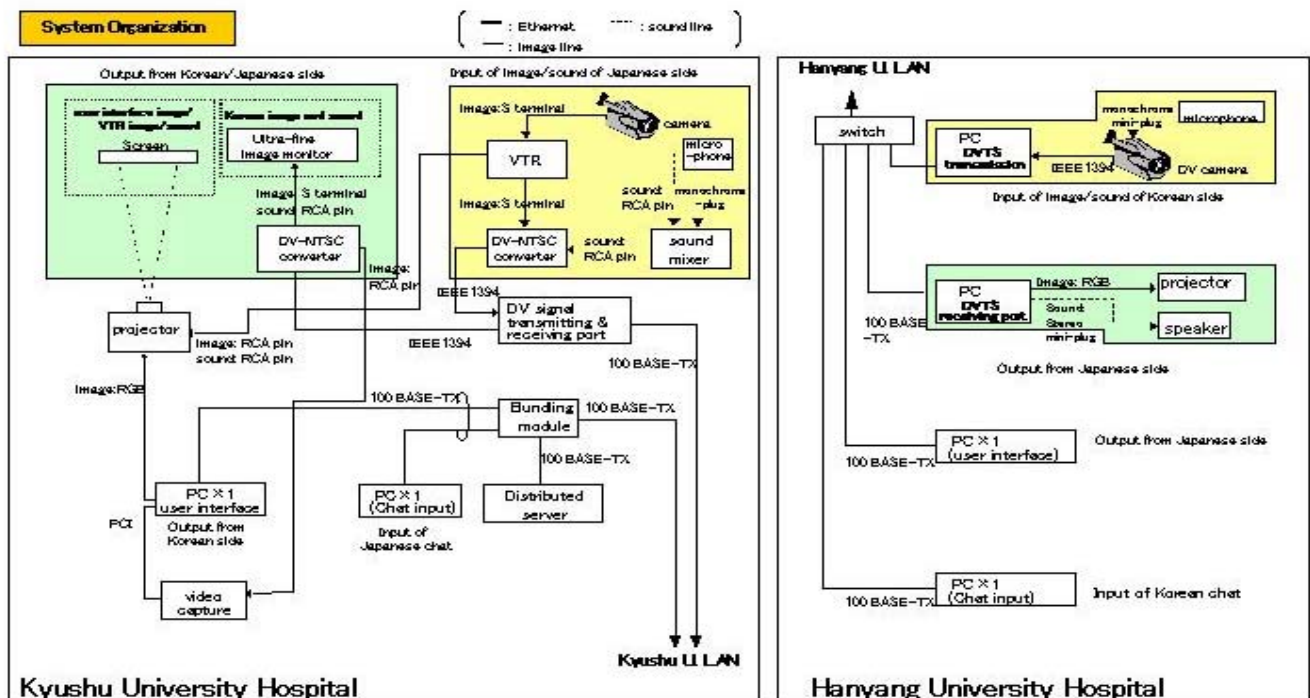 System Organization
: Ethernet
: sound line
: Image line
Output from Korean/Japanese side
user interface image/
VTR image/sound
Screen
Korean image and sound
Ultra-fine
image monitor
Image: S terminal
sound: RCA pin
DV-NTSC
converter
Image:
RCA pin
Input of image/sound of Japanese side
Image:S terminal
camera
VTR
micro
-phone
sound:
RCA pin
monochrome
-plug
Image:S terminal
DV-NTSC
converter
sound:
RCA pin
sound
mixer
IEEE 1394
DV signal
transmitting &
receiving part
projector
Image: RCA pin
sound: RCA pin
IEEE 1394
100 BASE-TX
Image:RGB
100 BASE-TX
Bundling
module
100 BASE-TX
100 BASE-TX
PC X 1
user interface
Output from
Korean side
PCI
PC X 1
(Chat input)
Input of
Japanese chat
Distributed
server
video
capture
Kyushu U. LAN
Kyushu University Hospital
Hanyang U. LAN
switch
PC
DVTS
transmission
monochrome
mini-plug
microphone
IEEE 1394
DV camera
Input of image/sound of Korean side
PC
DVTS
receiving part
Image: RGB
projector
Sound:
Stereo
mini-plug
speaker
100 BASE
-TX
Output from Japanese side
PC X 1
(user interface)
Output from Japanese side
100 BASE-TX
PC X 1
(Chat input)
Input of Korean chat
100 BASE-TX
Hanyang University Hospital